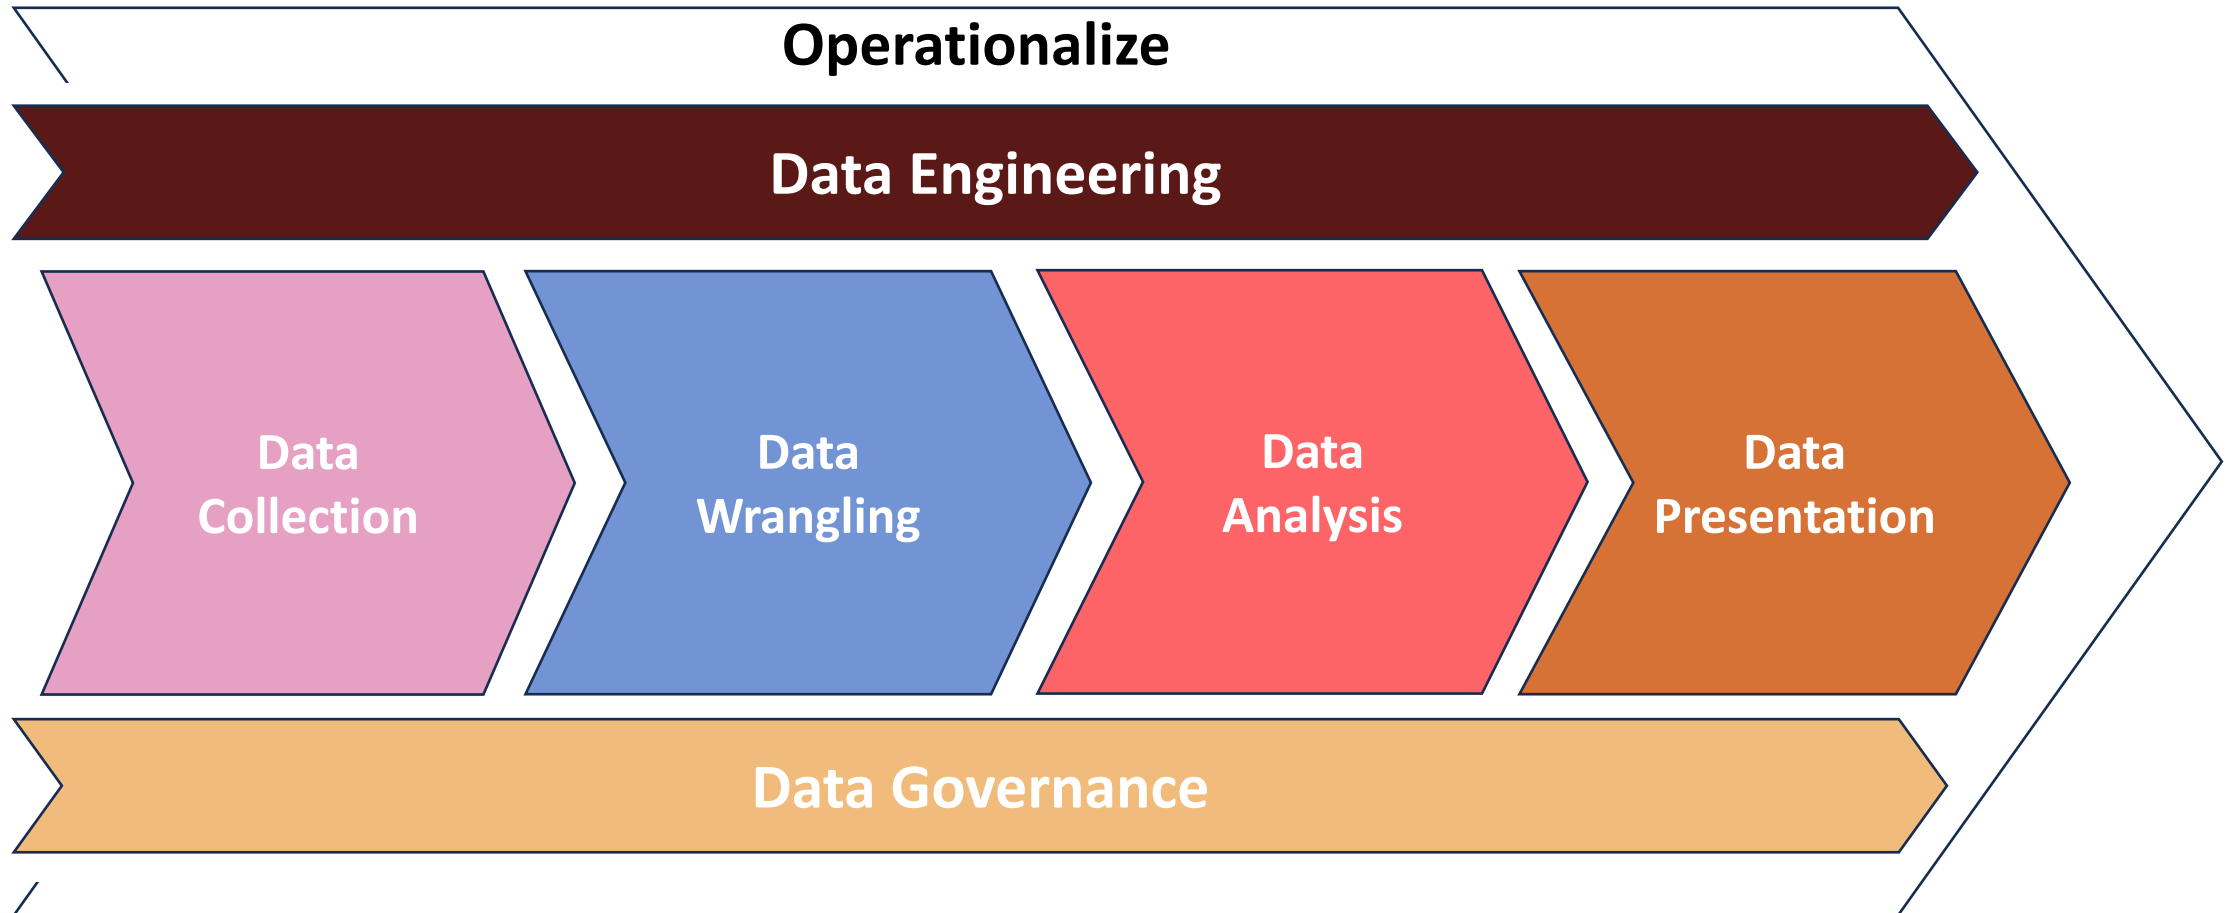 Operationalize
Data Engineering
Data
Collection
Data
Wrangling
Data
Analysis
Data
Presentation
Data Governance